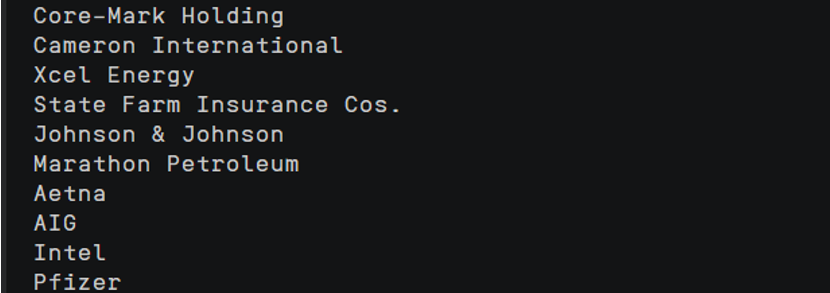 Core-Mark Holding
Cameron International
Xcel Energy
State Farm Insurance Cos.
Johnson & Johnson
Marathon Petroleum
Aetna
AIG
Intel
Pfizer